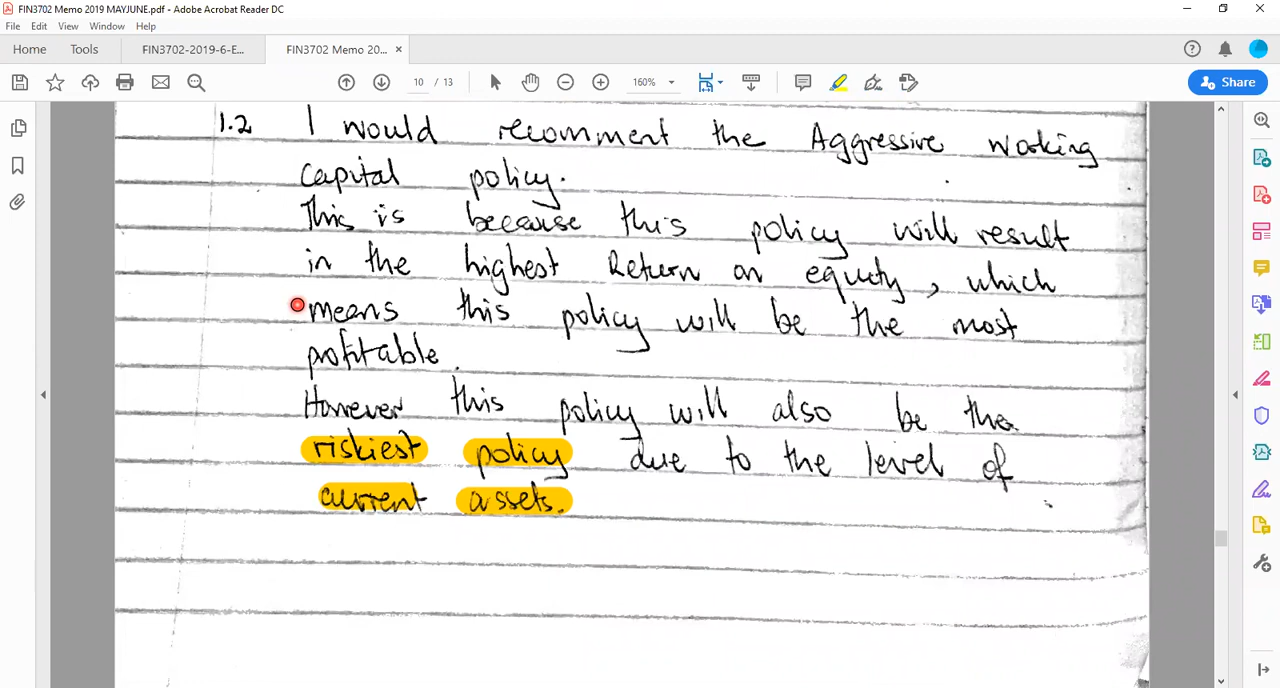 FIN3702 Memo 2019 MAYJUNE.pdf - Adobe Acrobat Reader DC
File Edit View Window Help
Home Tools FIN3702-2019-6-E... FIN3702 Memo 20... ×
10 / 13 160% Share
1.2 I would recomment the Aggressive working
capital policy.
This is because this policy will result
in the highest Return on equity, which
means this policy will be the most
profitable.
However this policy will also be the
riskiest policy due to the level of
current assets.